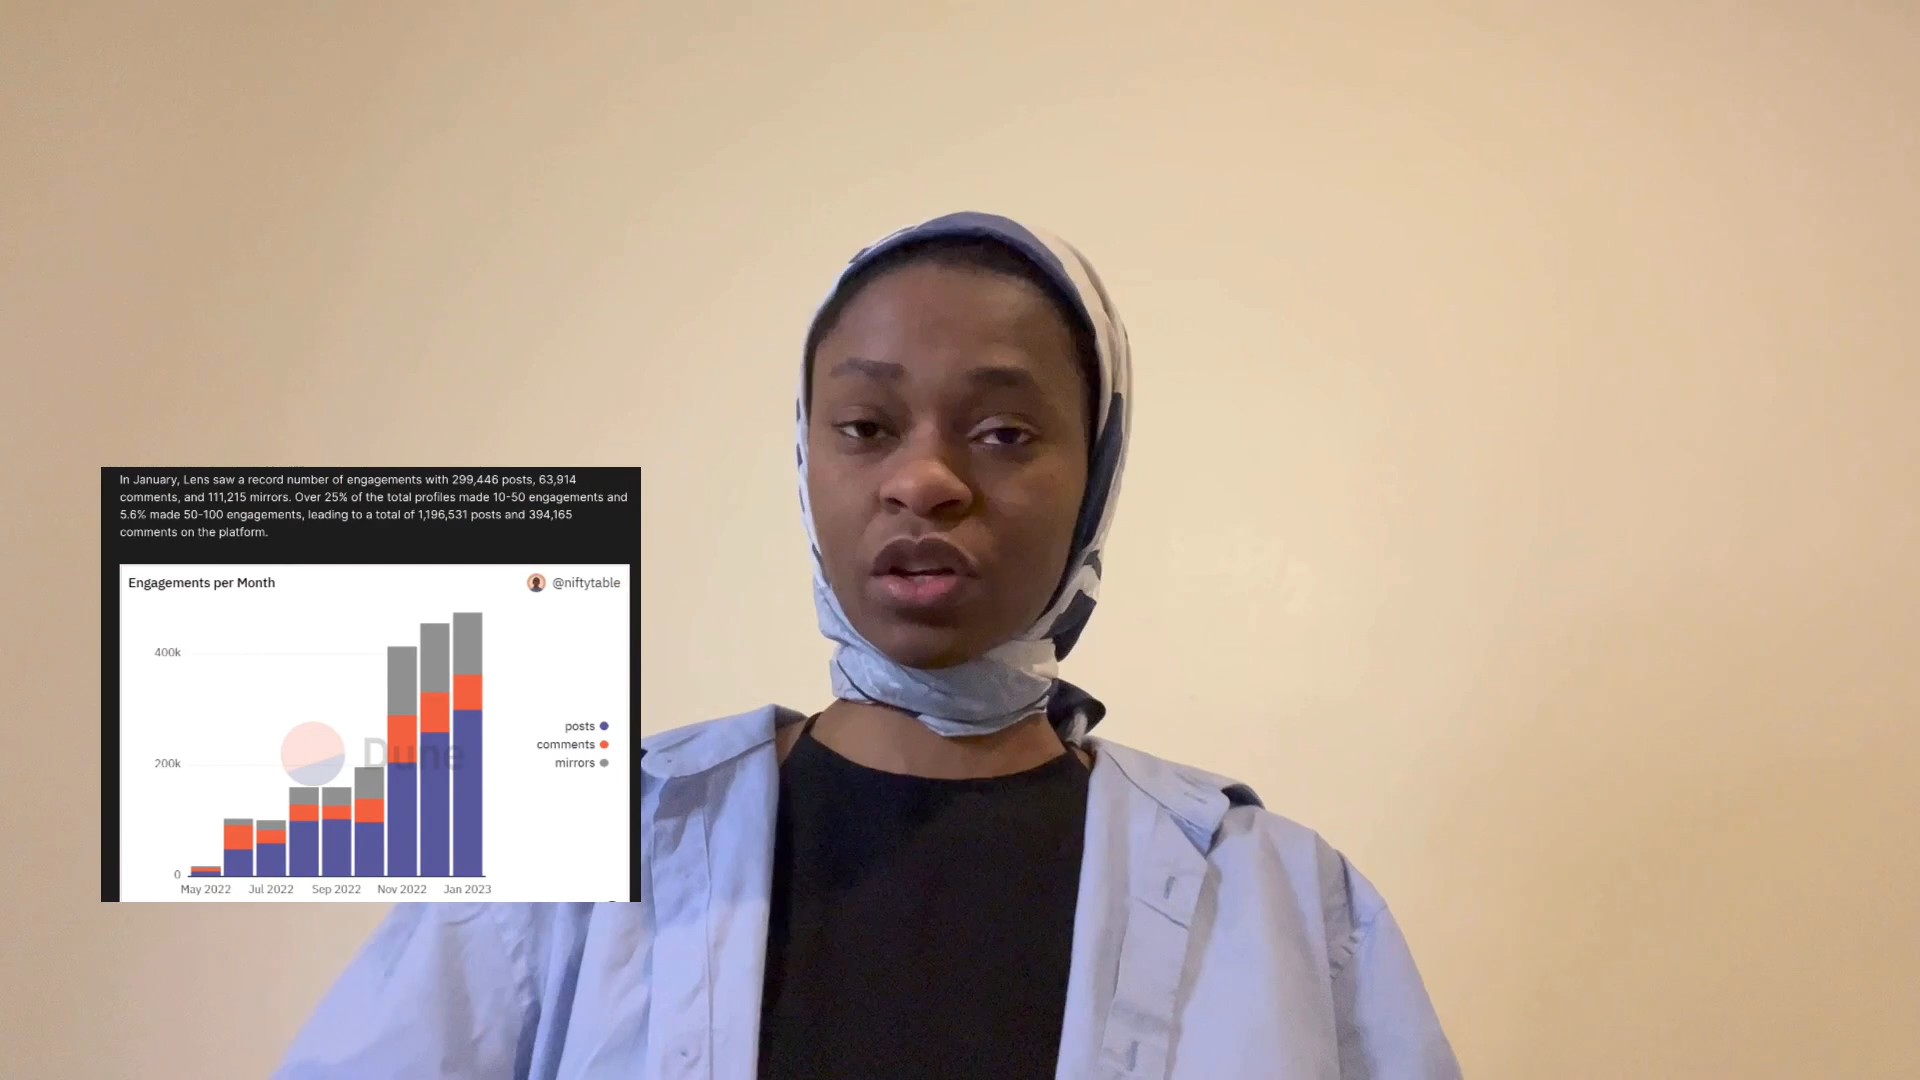 In January, Lens saw a record number of engagements with 299,446 posts, 63,914
comments, and 111,215 mirrors. Over 25% of the total profiles made 10-50 engagements and
5.6% made 50-100 engagements, leading to a total of 1,196,531 posts and 394,165
comments on the platform.
Engagements per Month
@niftytable
400k
200k
0
Dune
posts
comments
mirrors
May 2022
Jul 2022
Sep 2022
Nov 2022
Jan 2023